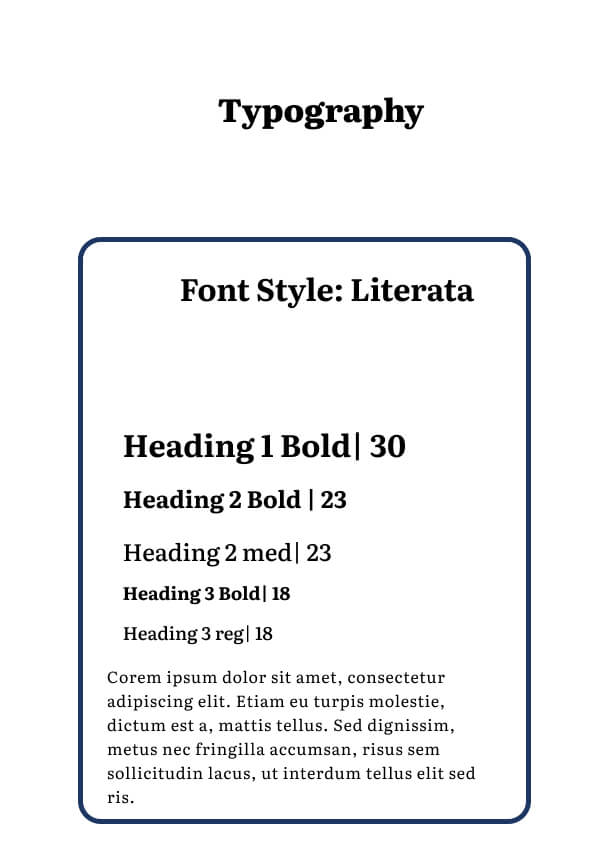 Typography
Font Style: Literata
Heading 1 Bold| 30
Heading 2 Bold | 23
Heading 2 med| 23
Heading 3 Bold| 18
Heading 3 reg| 18
Corem ipsum dolor sit amet, consectetur
adipiscing elit. Etiam eu turpis molestie,
dictum est a, mattis tellus. Sed dignissim,
metus nec fringilla accumsan, risus sem
sollicitudin lacus, ut interdum tellus elit sed
ris.